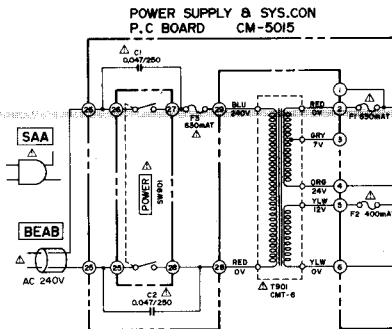 POWER SUPPLY & SYS.CON
P.C BOARD CM-5015
C1
0.047/250
26 26 27 29 BLU 240V RED 0V 1 2
F3
630mAT
F1 630mAT
SAA
GRY
7V
3
POWER
SW901
ORG
24V
4
YLW
12V
5
F2 400mAT
BEAB
AC 240V
25 25 28 28 RED 0V YLW 0V 6
C2
0.047/250
T901
CMT-6